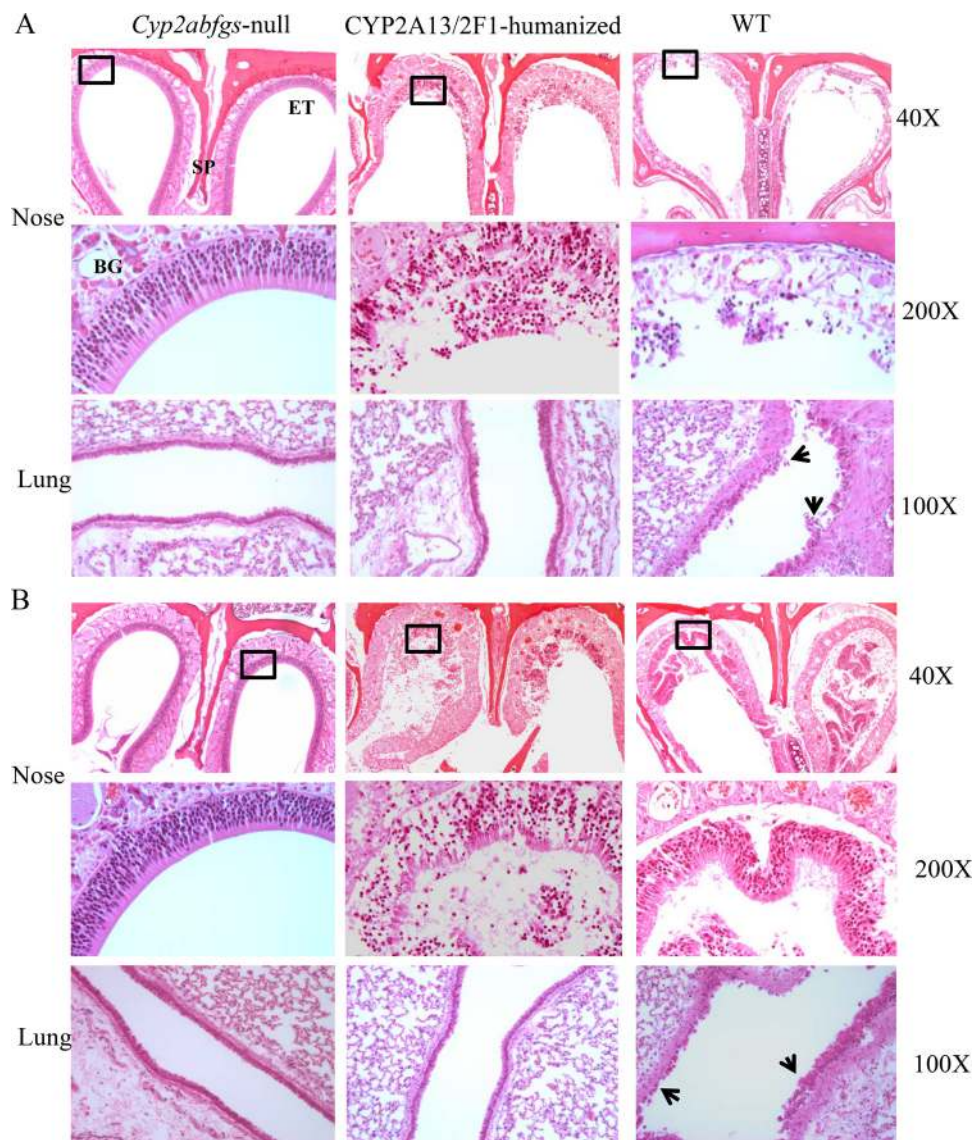 A
Cyp2abfgs-null CYP2A13/2F1-humanized WT
ET
SP
40X
Nose
BG
200X
Lung
100X
B
40X
Nose
200X
Lung
100X